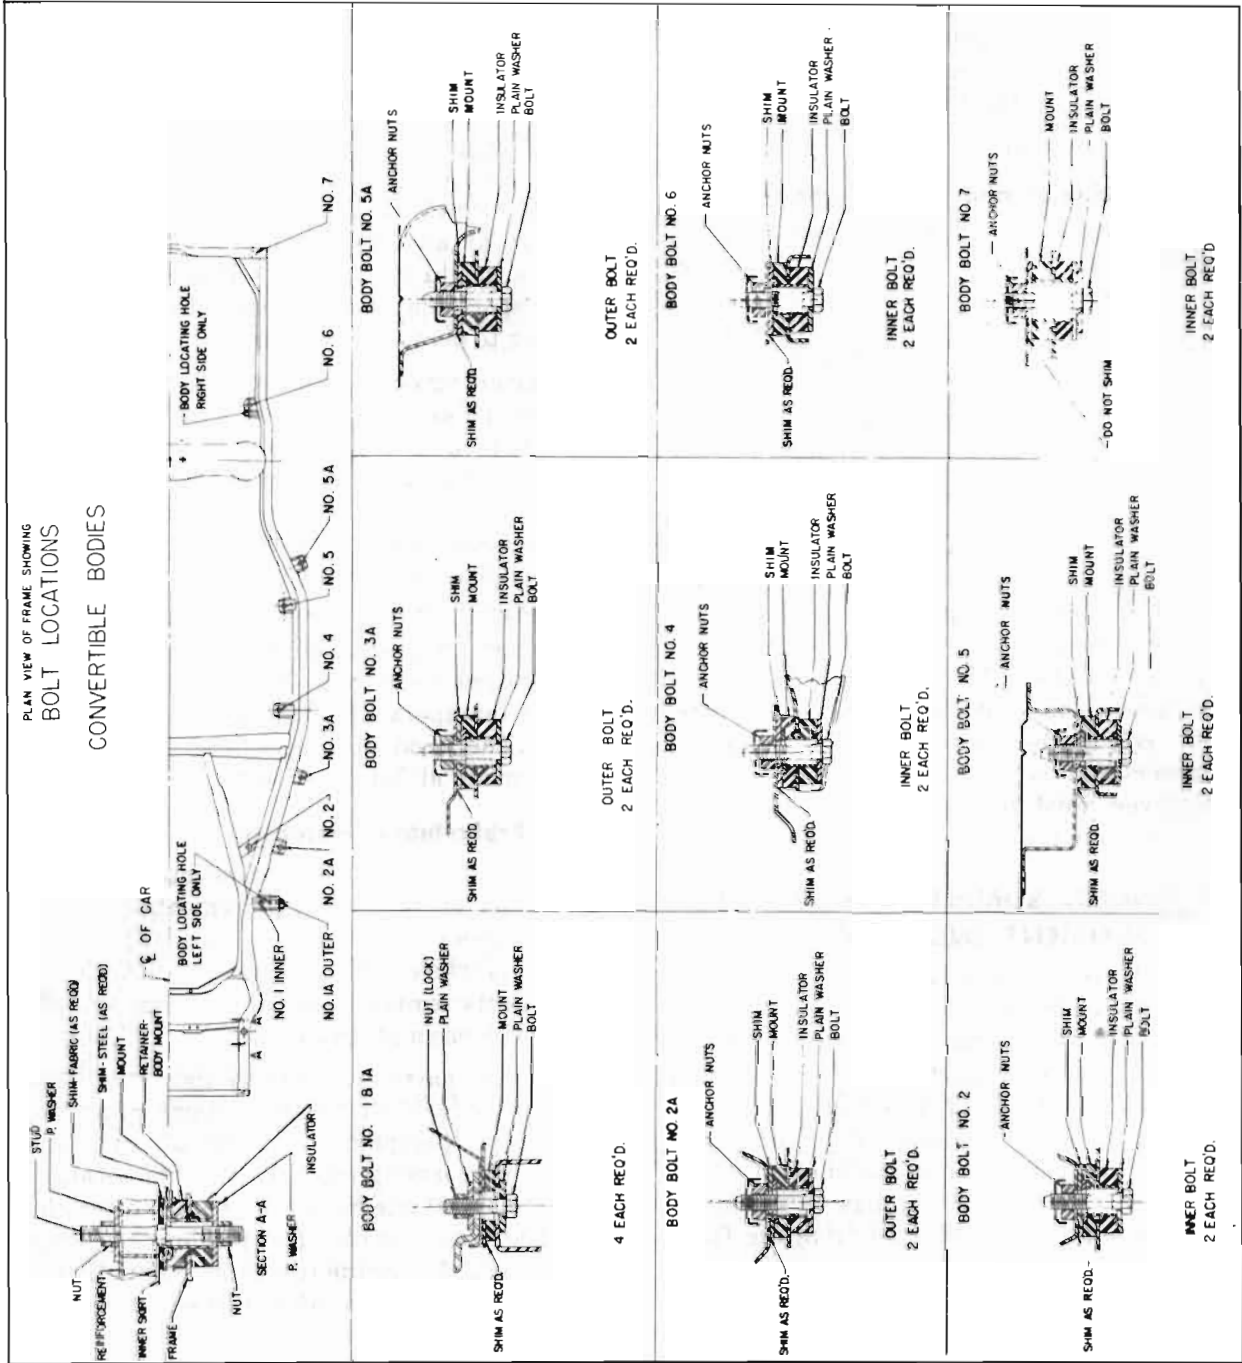 PLAN VIEW OF FRAME SHOWING
BOLT LOCATIONS
CONVERTIBLE BODIES
STUD
P. WASHER
SHIM-FABRIC (AS REQ'D)
SHIM-STEEL (AS REQ'D)
MOUNT
RETAINER-
BODY MOUNT
NUT
REINFORCEMENT
INNER SKIRT
FRAME
NUT
SECTION A-A
P. WASHER
INSULATOR
℄ OF CAR
A
A
BODY LOCATING HOLE
LEFT SIDE ONLY
NO. 1 INNER
NO. 1A OUTER
NO. 2A
NO. 2
NO. 3A
NO. 4
NO. 5
NO. 5A
NO. 6
NO. 7
BODY LOCATING HOLE
RIGHT SIDE ONLY
BODY BOLT NO. 1 & 1A
NUT (LOCK)
PLAIN WASHER
MOUNT
PLAIN WASHER
BOLT
SHIM AS REQ'D.
4 EACH REQ'D.
BODY BOLT NO. 3A
ANCHOR NUTS
SHIM
MOUNT
INSULATOR
PLAIN WASHER
BOLT
SHIM AS REQ'D.
OUTER BOLT
2 EACH REQ'D.
BODY BOLT NO. 5A
ANCHOR NUTS
SHIM
MOUNT
INSULATOR
PLAIN WASHER
BOLT
SHIM AS REQ'D.
OUTER BOLT
2 EACH REQ'D.
BODY BOLT NO. 2A
ANCHOR NUTS
SHIM
MOUNT
INSULATOR
PLAIN WASHER
BOLT
SHIM AS REQ'D.
OUTER BOLT
2 EACH REQ'D.
BODY BOLT NO. 4
ANCHOR NUTS
SHIM
MOUNT
INSULATOR
PLAIN WASHER
BOLT
SHIM AS REQ'D.
INNER BOLT
2 EACH REQ'D.
BODY BOLT NO. 6
ANCHOR NUTS
SHIM
MOUNT
INSULATOR
PLAIN WASHER
BOLT
SHIM AS REQ'D.
INNER BOLT
2 EACH REQ'D.
BODY BOLT NO. 2
ANCHOR NUTS
SHIM
MOUNT
INSULATOR
PLAIN WASHER
BOLT
SHIM AS REQ'D.
INNER BOLT
2 EACH REQ'D.
BODY BOLT NO. 5
ANCHOR NUTS
SHIM
MOUNT
INSULATOR
PLAIN WASHER
BOLT
SHIM AS REQ'D.
INNER BOLT
2 EACH REQ'D.
BODY BOLT NO. 7
ANCHOR NUTS
MOUNT
INSULATOR
PLAIN WASHER
BOLT
DO NOT SHIM
INNER BOLT
2 EACH REQ'D